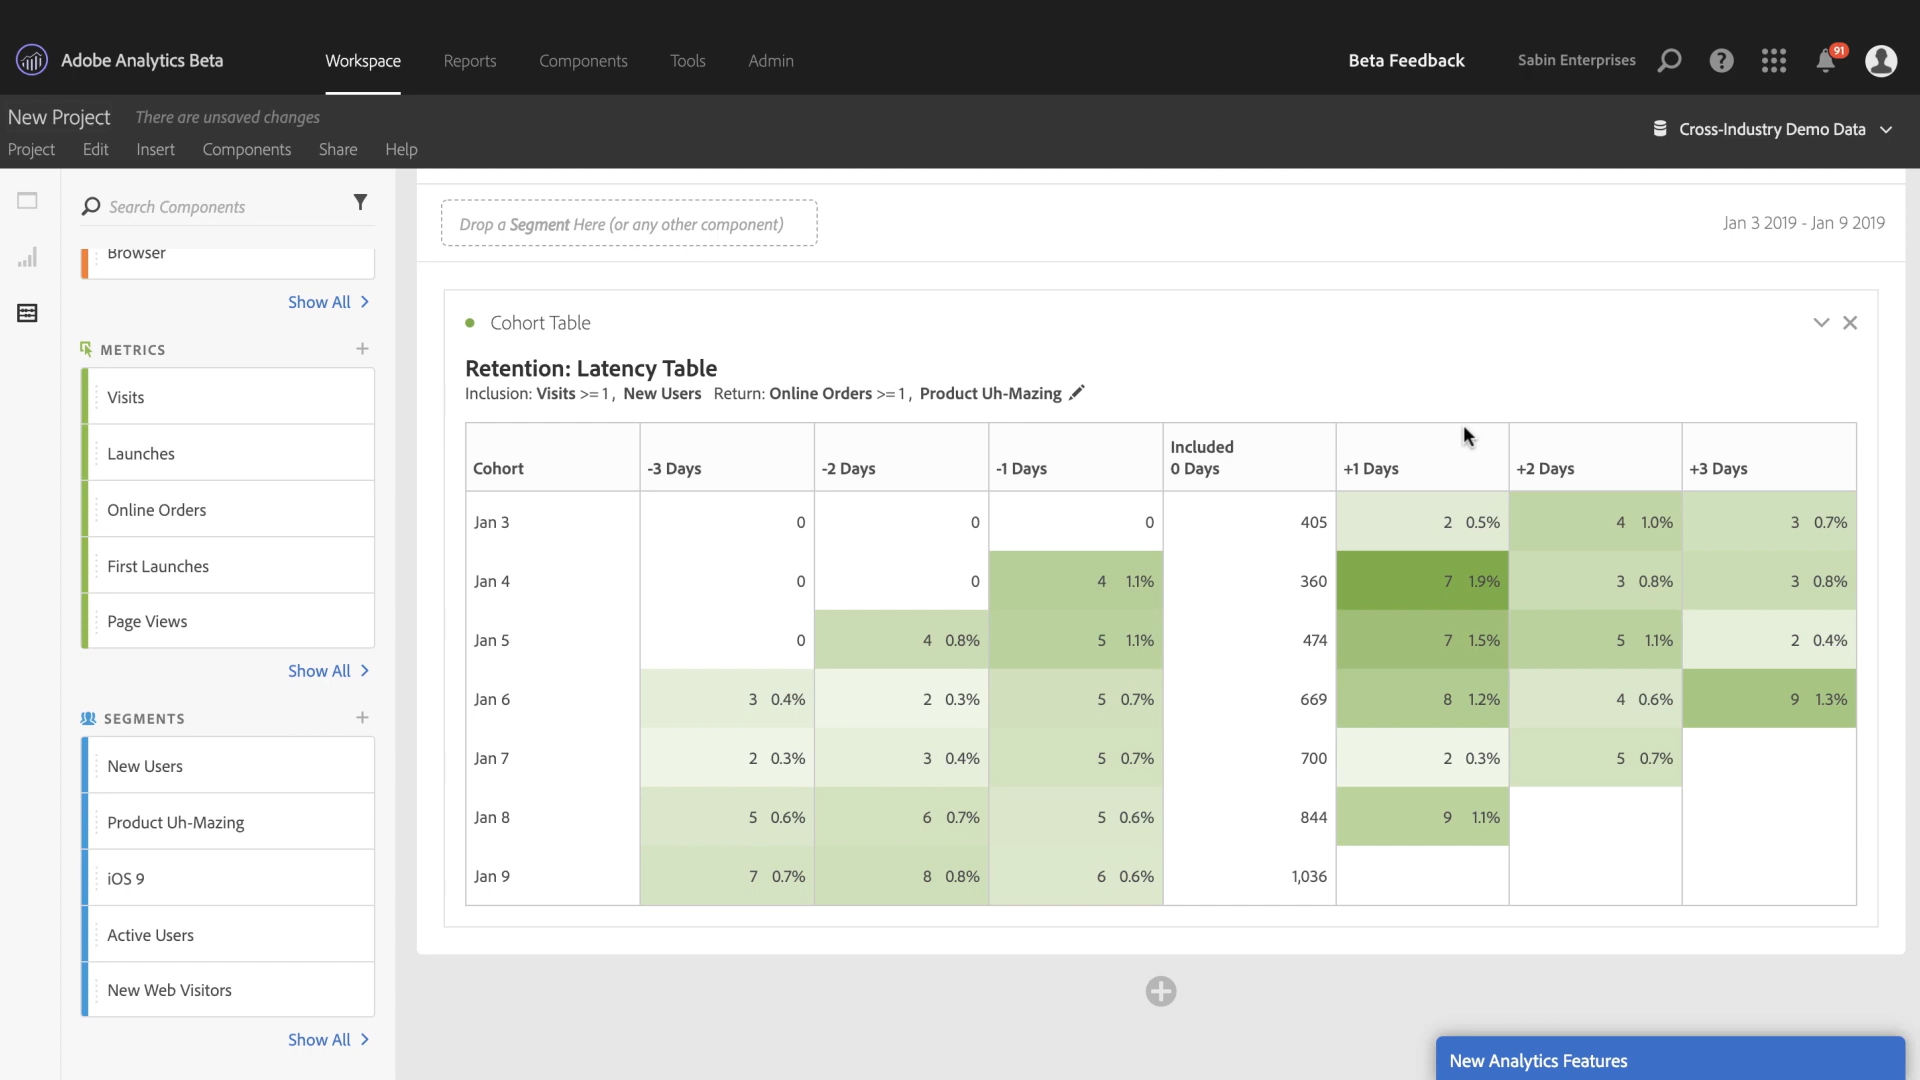 Adobe Analytics Beta Workspace Reports Components Tools Admin Beta Feedback Sabin Enterprises ? 91
New Project There are unsaved changes
Project Edit Insert Components Share Help Cross-Industry Demo Data
Search Components
Browser
Show All >
METRICS +
Visits
Launches
Online Orders
First Launches
Page Views
Show All >
SEGMENTS +
New Users
Product Uh-Mazing
iOS 9
Active Users
New Web Visitors
Show All >
Drop a Segment Here (or any other component) Jan 3 2019 - Jan 9 2019
Cohort Table
Retention: Latency Table
Inclusion: Visits >= 1 , New Users Return: Online Orders >= 1 , Product Uh-Mazing
Included
Cohort -3 Days -2 Days -1 Days 0 Days +1 Days +2 Days +3 Days
Jan 3 0 0 0 405 2 0.5% 4 1.0% 3 0.7%
Jan 4 0 0 4 1.1% 360 7 1.9% 3 0.8% 3 0.8%
Jan 5 0 4 0.8% 5 1.1% 474 7 1.5% 5 1.1% 2 0.4%
Jan 6 3 0.4% 2 0.3% 5 0.7% 669 8 1.2% 4 0.6% 9 1.3%
Jan 7 2 0.3% 3 0.4% 5 0.7% 700 2 0.3% 5 0.7%
Jan 8 5 0.6% 6 0.7% 5 0.6% 844 9 1.1%
Jan 9 7 0.7% 8 0.8% 6 0.6% 1,036
New Analytics Features